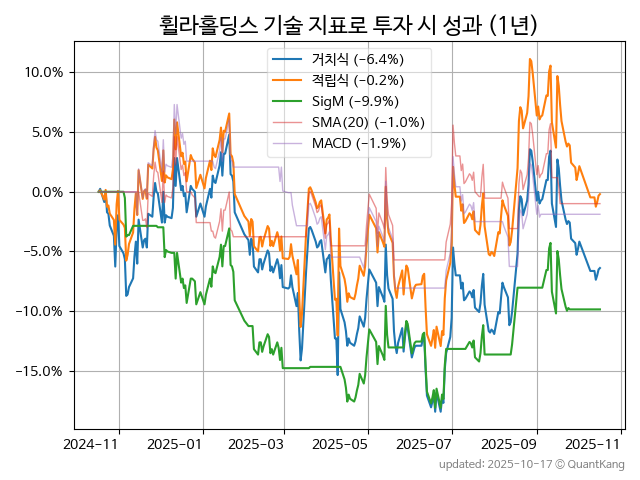 휠라홀딩스 기술 지표로 투자 시 성과 (1년)
거치식 (−6.4%)
적립식 (−0.2%)
SigM (−9.9%)
SMA(20) (−1.0%)
MACD (−1.9%)
10.0%
5.0%
0.0%
−5.0%
−10.0%
−15.0%
2024-11 2025-01 2025-03 2025-05 2025-07 2025-09 2025-11
updated: 2025-10-17 © QuantKang